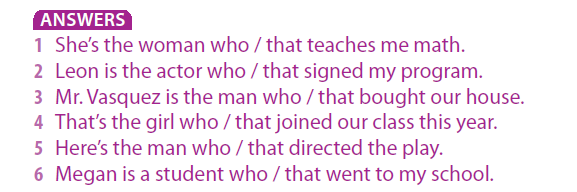 ANSWERS
1 She's the woman who / that teaches me math.
2 Leon is the actor who / that signed my program.
3 Mr. Vasquez is the man who / that bought our house.
4 That's the girl who / that joined our class this year.
5 Here's the man who / that directed the play.
6 Megan is a student who / that went to my school.